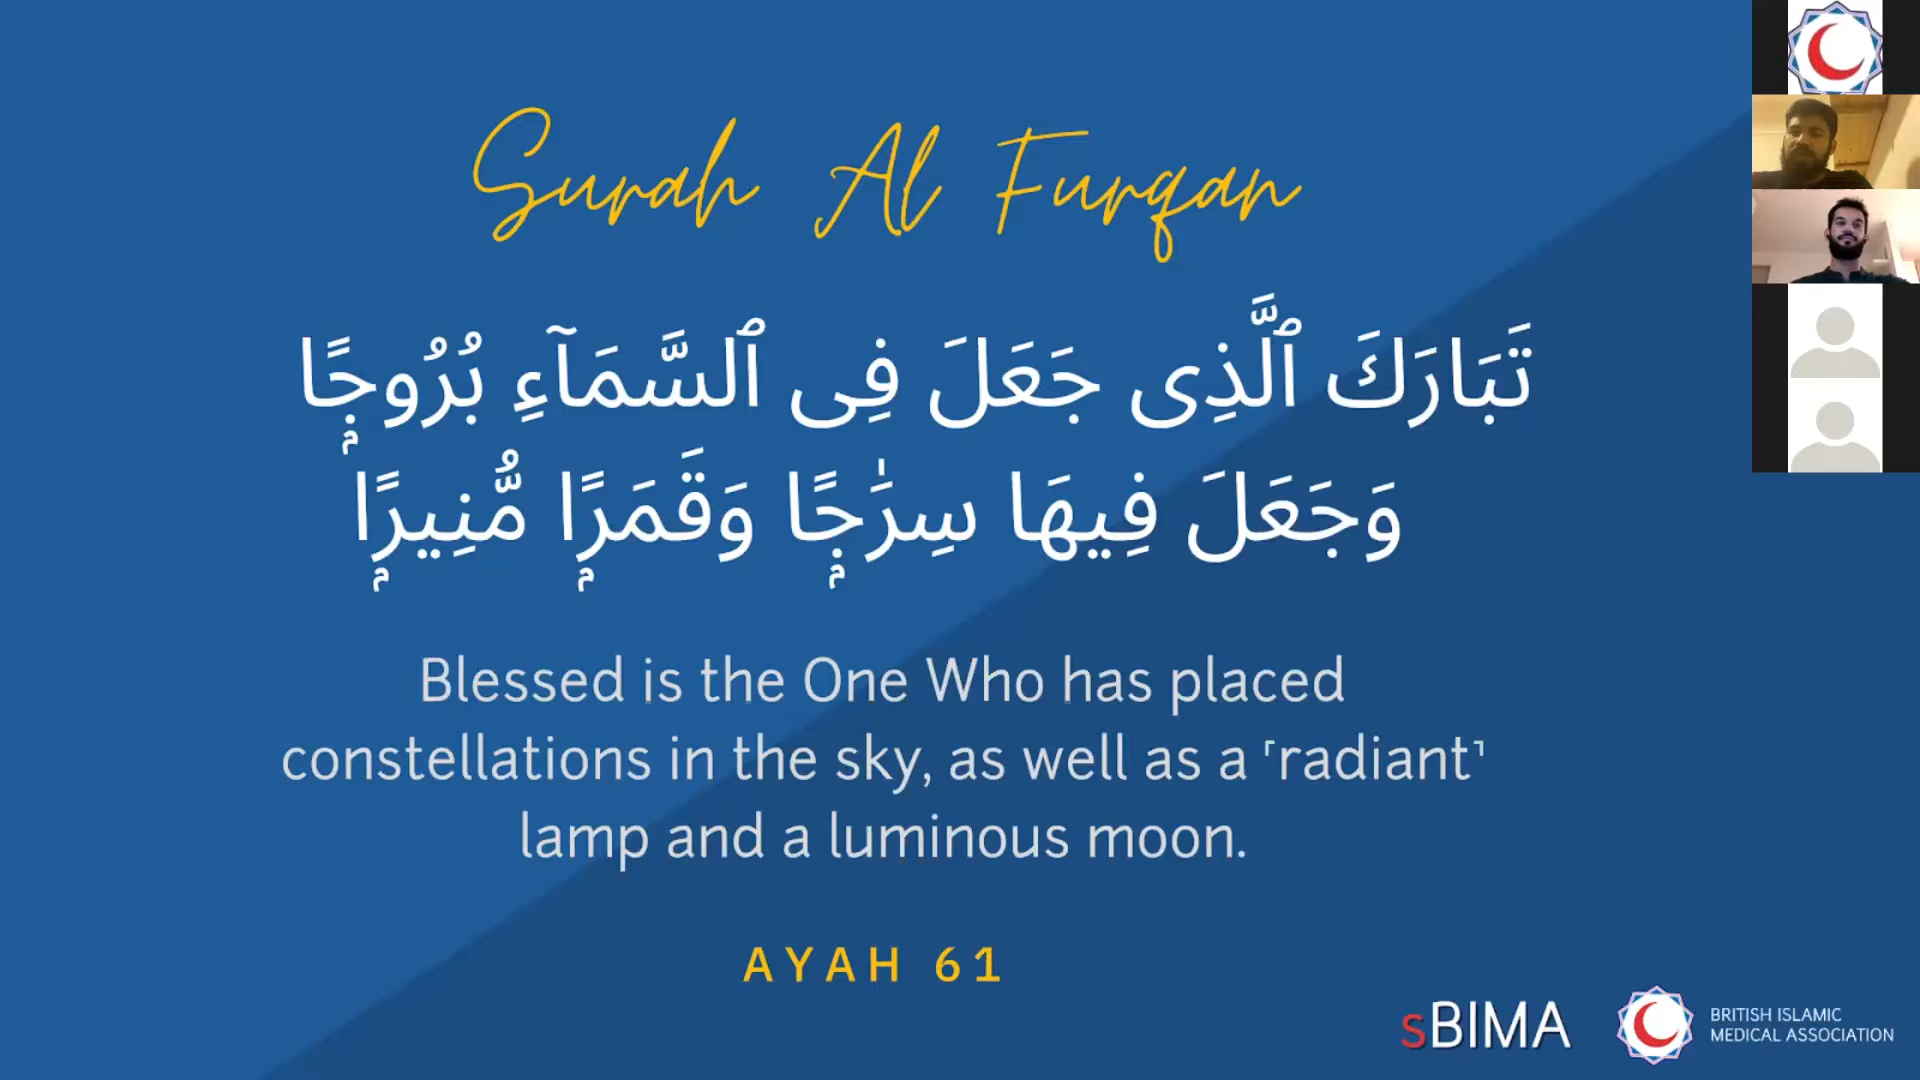 Surah Al Furqan
تَبَارَكَ ٱلَّذِى جَعَلَ فِى ٱلسَّمَآءِ بُرُوجًۭا
وَجَعَلَ فِيهَا سِرَٰجًۭا وَقَمَرًۭا مُّنِيرًۭا
Blessed is the One Who has placed
constellations in the sky, as well as a ˹radiant˺
lamp and a luminous moon.
AYAH 61
sBIMA
BRITISH ISLAMIC
MEDICAL ASSOCIATION